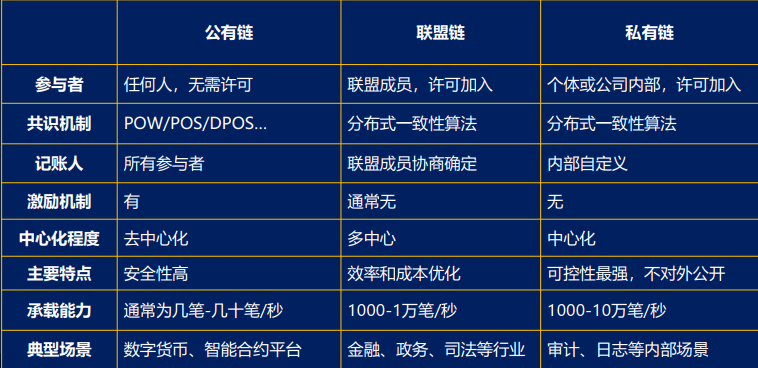 公有链 联盟链 私有链
参与者 任何人，无需许可 联盟成员，许可加入 个体或公司内部，许可加入
共识机制 POW/POS/DPOS... 分布式一致性算法 分布式一致性算法
记账人 所有参与者 联盟成员协商确定 内部自定义
激励机制 有 通常无 无
中心化程度 去中心化 多中心 中心化
主要特点 安全性高 效率和成本优化 可控性最强，不对外公开
承载能力 通常为几笔-几十笔/秒 1000-1万笔/秒 1000-10万笔/秒
典型场景 数字货币、智能合约平台 金融、政务、司法等行业 审计、日志等内部场景